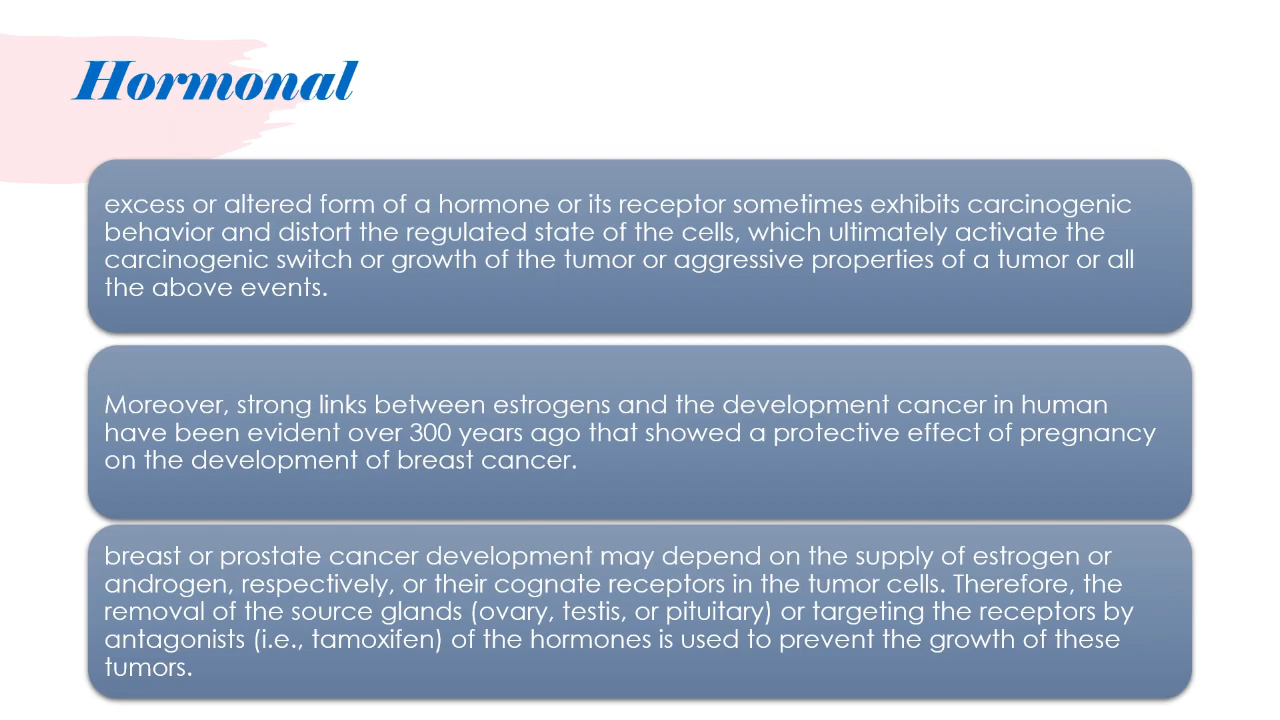 Hormonal
excess or altered form of a hormone or its receptor sometimes exhibits carcinogenic
behavior and distort the regulated state of the cells, which ultimately activate the
carcinogenic switch or growth of the tumor or aggressive properties of a tumor or all
the above events.
Moreover, strong links between estrogens and the development cancer in human
have been evident over 300 years ago that showed a protective effect of pregnancy
on the development of breast cancer.
breast or prostate cancer development may depend on the supply of estrogen or
androgen, respectively, or their cognate receptors in the tumor cells. Therefore, the
removal of the source glands (ovary, testis, or pituitary) or targeting the receptors by
antagonists (i.e., tamoxifen) of the hormones is used to prevent the growth of these
tumors.